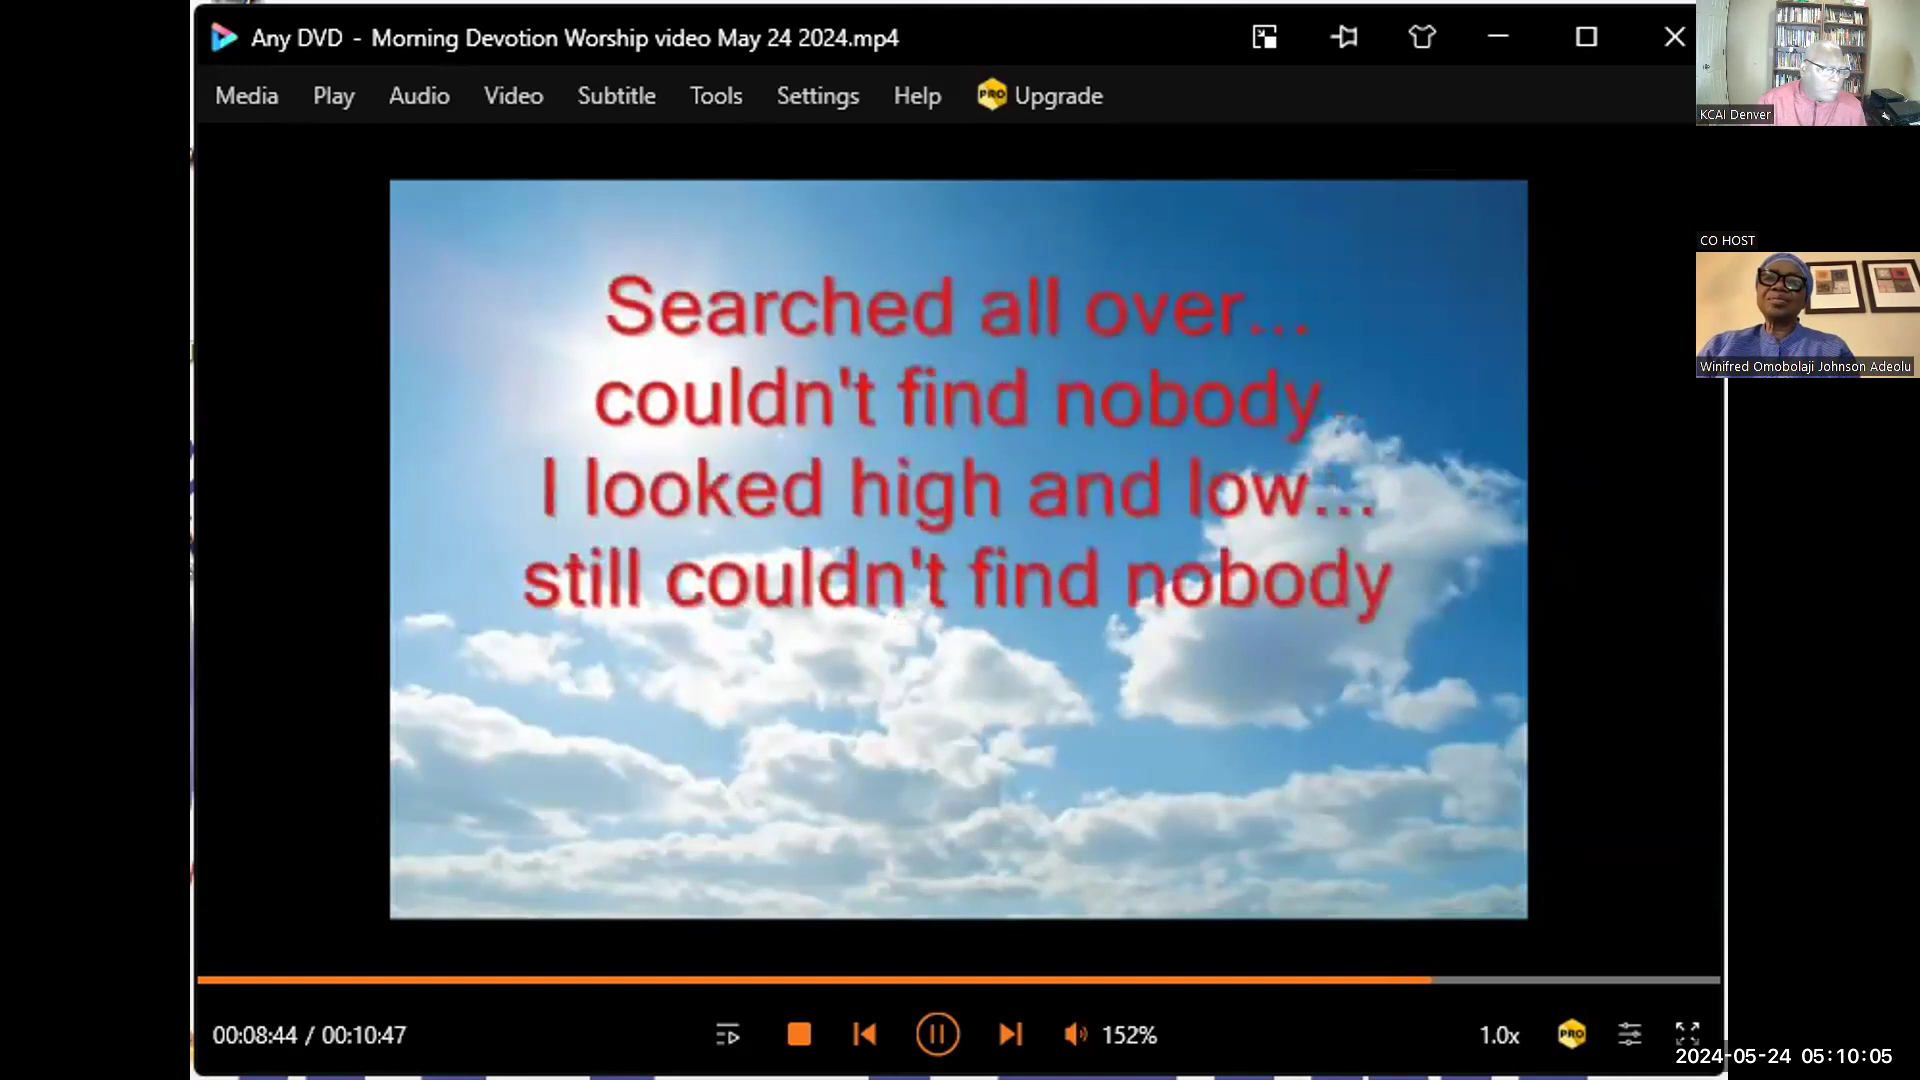 Any DVD - Morning Devotion Worship video May 24 2024.mp4
Media Play Audio Video Subtitle Tools Settings Help PRO Upgrade
KCAI Denver
CO HOST
Winifred Omobolaji Johnson Adeolu
Searched all over...
couldn't find nobody
I looked high and low...
still couldn't find nobody
00:08:44 / 00:10:47 152% 1.0x PRO
2024-05-24 05:10:05